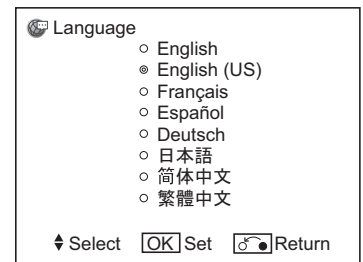 Language
English
English (US)
Français
Español
Deutsch
日本語
简体中文
繁體中文
Select OK Set Return